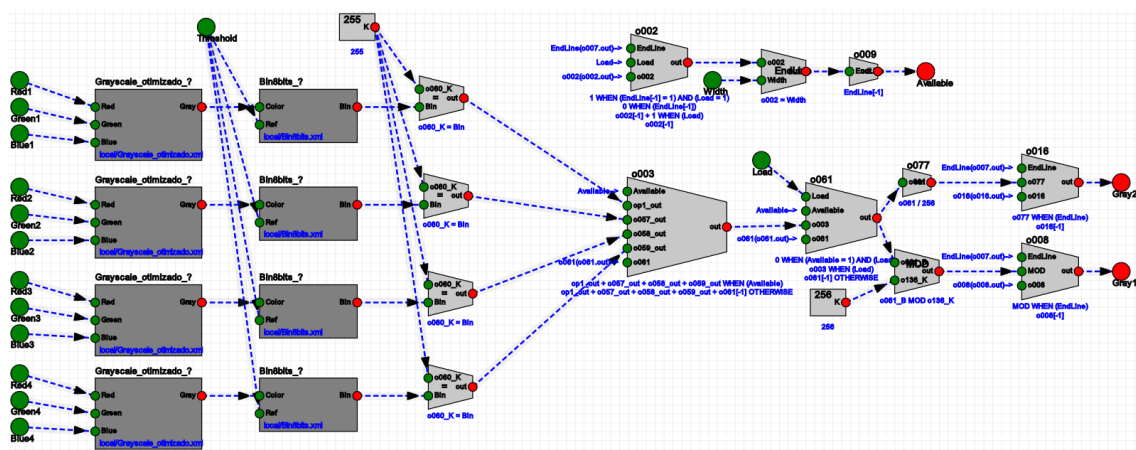 Red1
Green1
Blue1
Grayscale_otimizado_?
Red
Green
Blue
Gray
local/Grayscale_otimizado.xml
Threshold
Bin8bits_?
Color
Ref
Bin
local/Bin8bits.xml
255
K
255
o060_K
=
out
Bin
o060_K = Bin
Red2
Green2
Blue2
Grayscale_otimizado_?
Red
Green
Blue
Gray
local/Grayscale_otimizado.xml
Bin8bits_?
Color
Ref
Bin
local/Bin8bits.xml
o060_K
=
out
Bin
o060_K = Bin
Red3
Green3
Blue3
Grayscale_otimizado_?
Red
Green
Blue
Gray
local/Grayscale_otimizado.xml
Bin8bits_?
Color
Ref
Bin
local/Bin8bits.xml
o060_K
=
out
Bin
o060_K = Bin
Red4
Green4
Blue4
Grayscale_otimizado_?
Red
Green
Blue
Gray
local/Grayscale_otimizado.xml
Bin8bits_?
Color
Ref
Bin
local/Bin8bits.xml
o060_K
=
out
Bin
o060_K = Bin
o002
EndLine(o007.out)->
Load->
o002(o002.out)->
EndLine
Load
o002
out
1 WHEN (EndLine[-1] = 1) AND (Load = 1)
0 WHEN (EndLine[-1])
o002[-1] + 1 WHEN (Load)
o002[-1]
Width
o002
Width
o002 = Width
o009
EndLine[-1]
Available
o003
Available->
o061(o061.out)->
Available
op1_out
o057_out
o058_out
o059_out
o061
out
op1_out + o057_out + o058_out + o059_out WHEN (Available)
op1_out + o057_out + o058_out + o059_out + o061[-1] OTHERWISE
Load
o061
Available->
o061(o061.out)->
Load
Available
o003
o061
out
0 WHEN (Available = 1) AND (Load
o003 WHEN (Load)
o061[-1] OTHERWISE
o077
o061 / 256
256
K
256
MOD
o136_K
out
o061_B MOD o136_K
o016
EndLine(o007.out)->
o016(o016.out)->
EndLine
o077
o016
out
o077 WHEN (EndLine)
o016[-1]
Gray2
o008
EndLine(o007.out)->
o008(o008.out)->
EndLine
MOD
o008
out
MOD WHEN (EndLine)
o008[-1]
Gray1